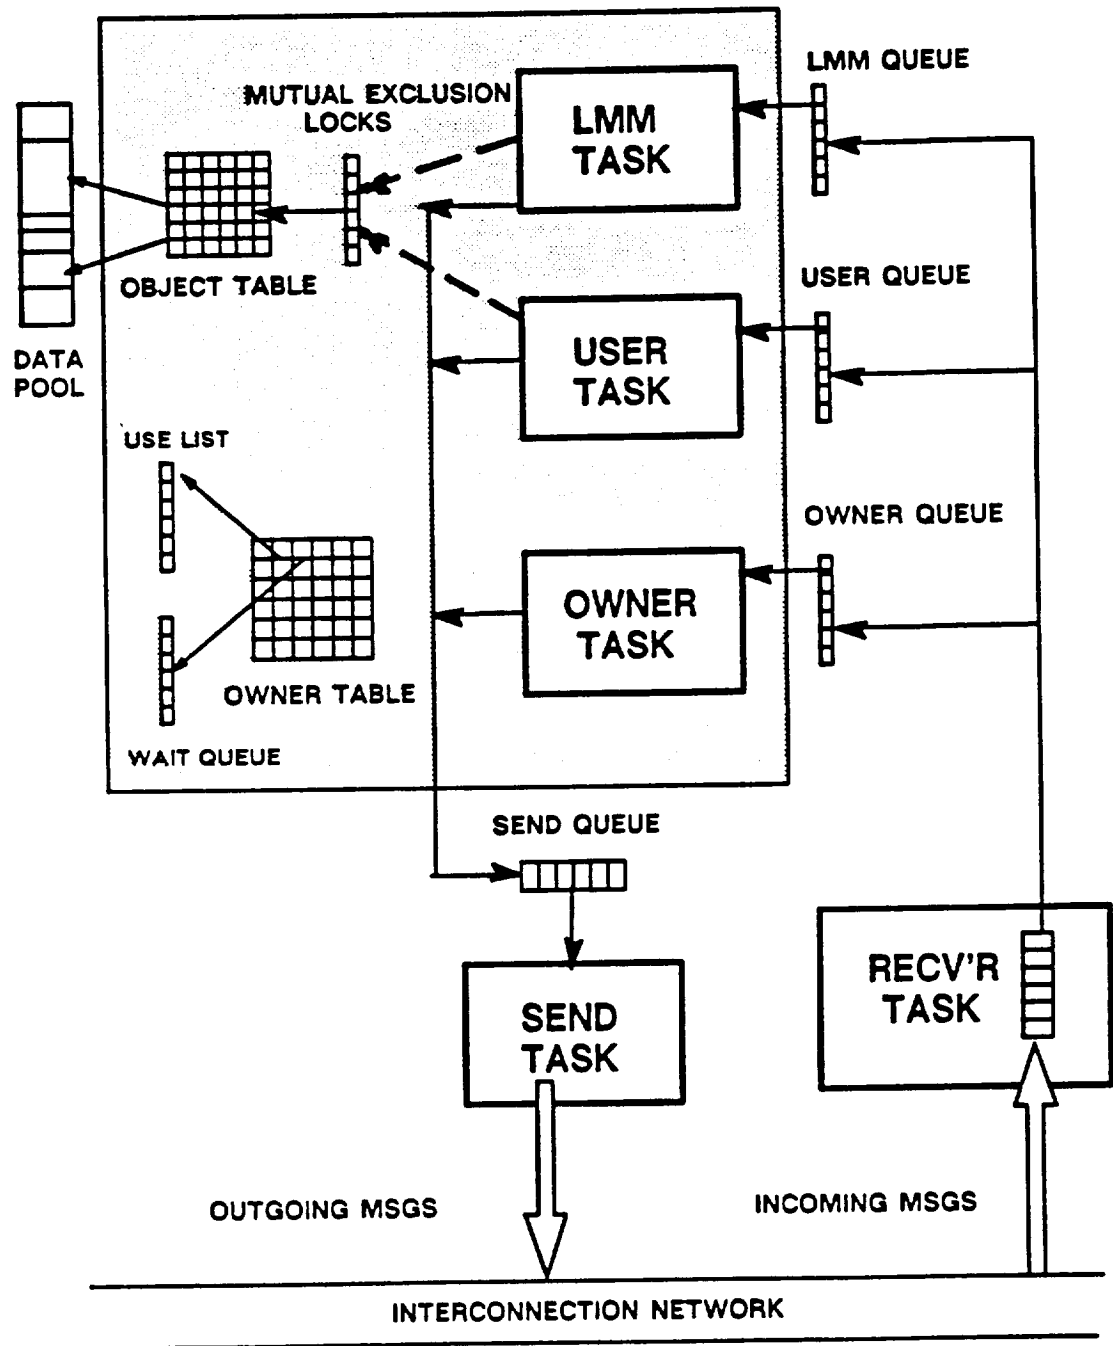 LMM QUEUE
MUTUAL EXCLUSION
LOCKS
LMM
TASK
OBJECT TABLE
USER QUEUE
DATA
POOL
USER
TASK
USE LIST
OWNER QUEUE
OWNER
TASK
OWNER TABLE
WAIT QUEUE
SEND QUEUE
RECV'R
TASK
SEND
TASK
OUTGOING MSGS
INCOMING MSGS
INTERCONNECTION NETWORK